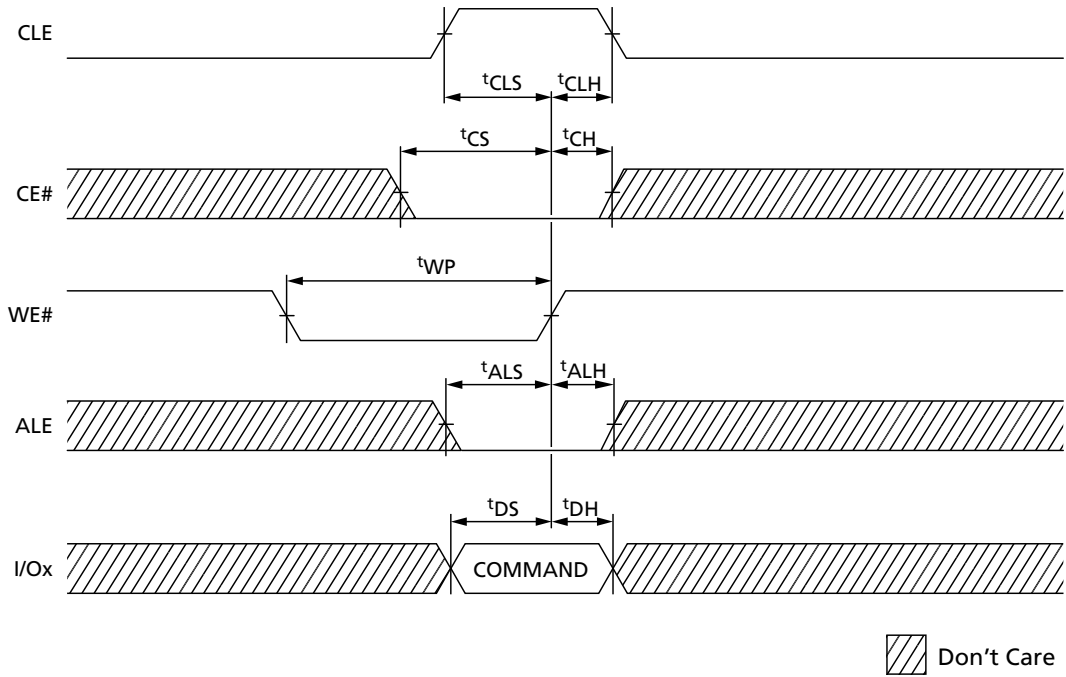 CLE
tCLS
tCLH
tCS
tCH
CE#
tWP
WE#
tALS
tALH
ALE
tDS
tDH
I/Ox
COMMAND
Don't Care